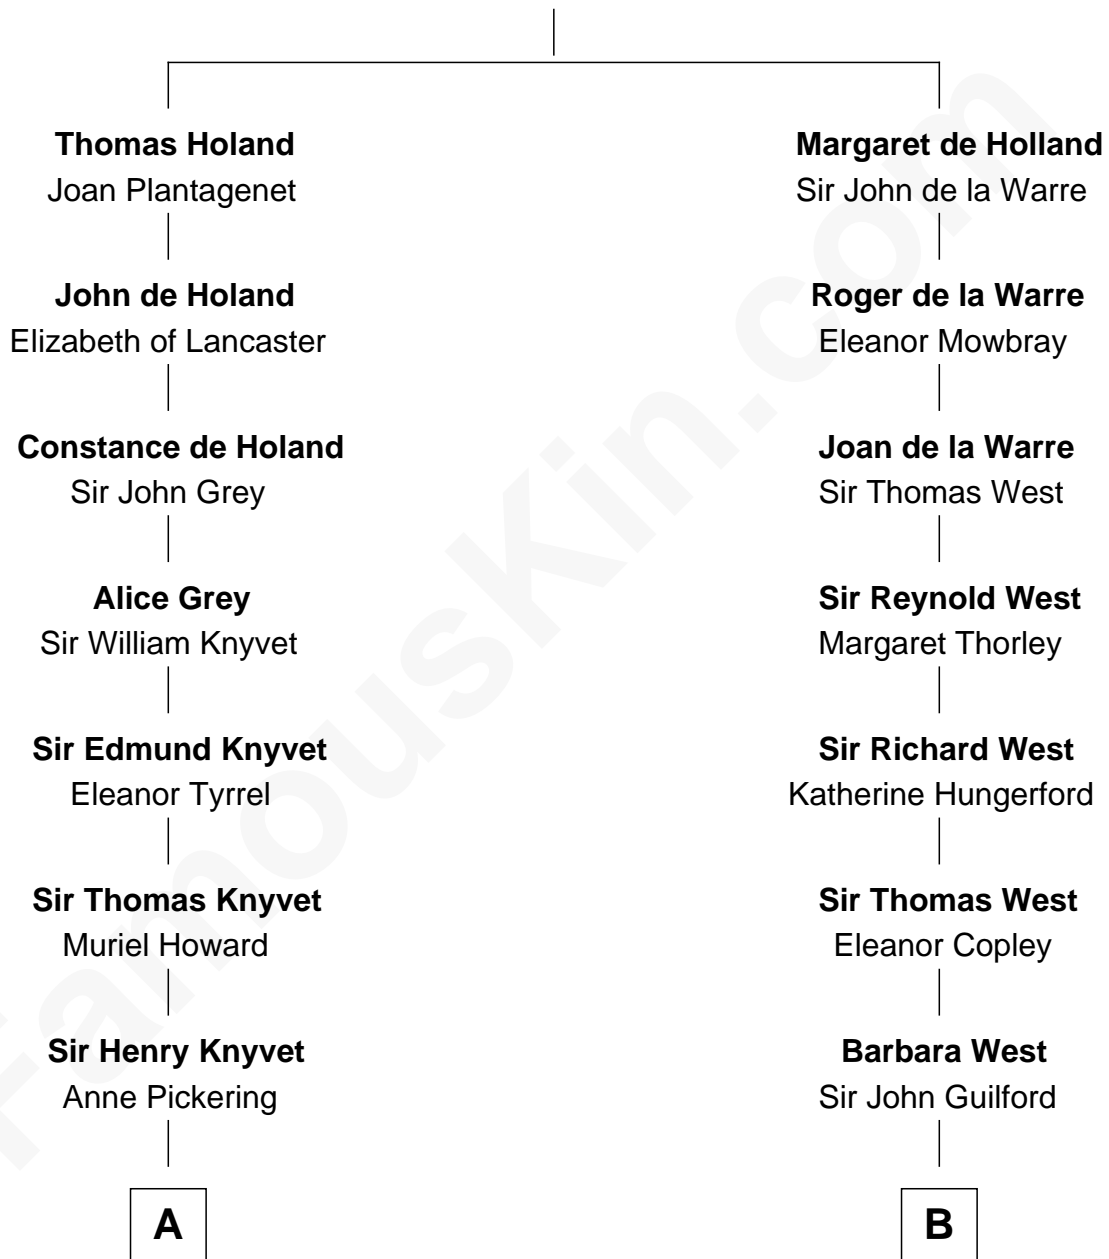 Thomas Holand
Joan Plantagenet
John de Holand
Elizabeth of Lancaster
Constance de Holand
Sir John Grey
Alice Grey
Sir William Knyvet
Sir Edmund Knyvet
Eleanor Tyrrel
Sir Thomas Knyvet
Muriel Howard
Sir Henry Knyvet
Anne Pickering
A
Margaret de Holland
Sir John de la Warre
Roger de la Warre
Eleanor Mowbray
Joan de la Warre
Sir Thomas West
Sir Reynold West
Margaret Thorley
Sir Richard West
Katherine Hungerford
Sir Thomas West
Eleanor Copley
Barbara West
Sir John Guilford
B
FamousKin.com